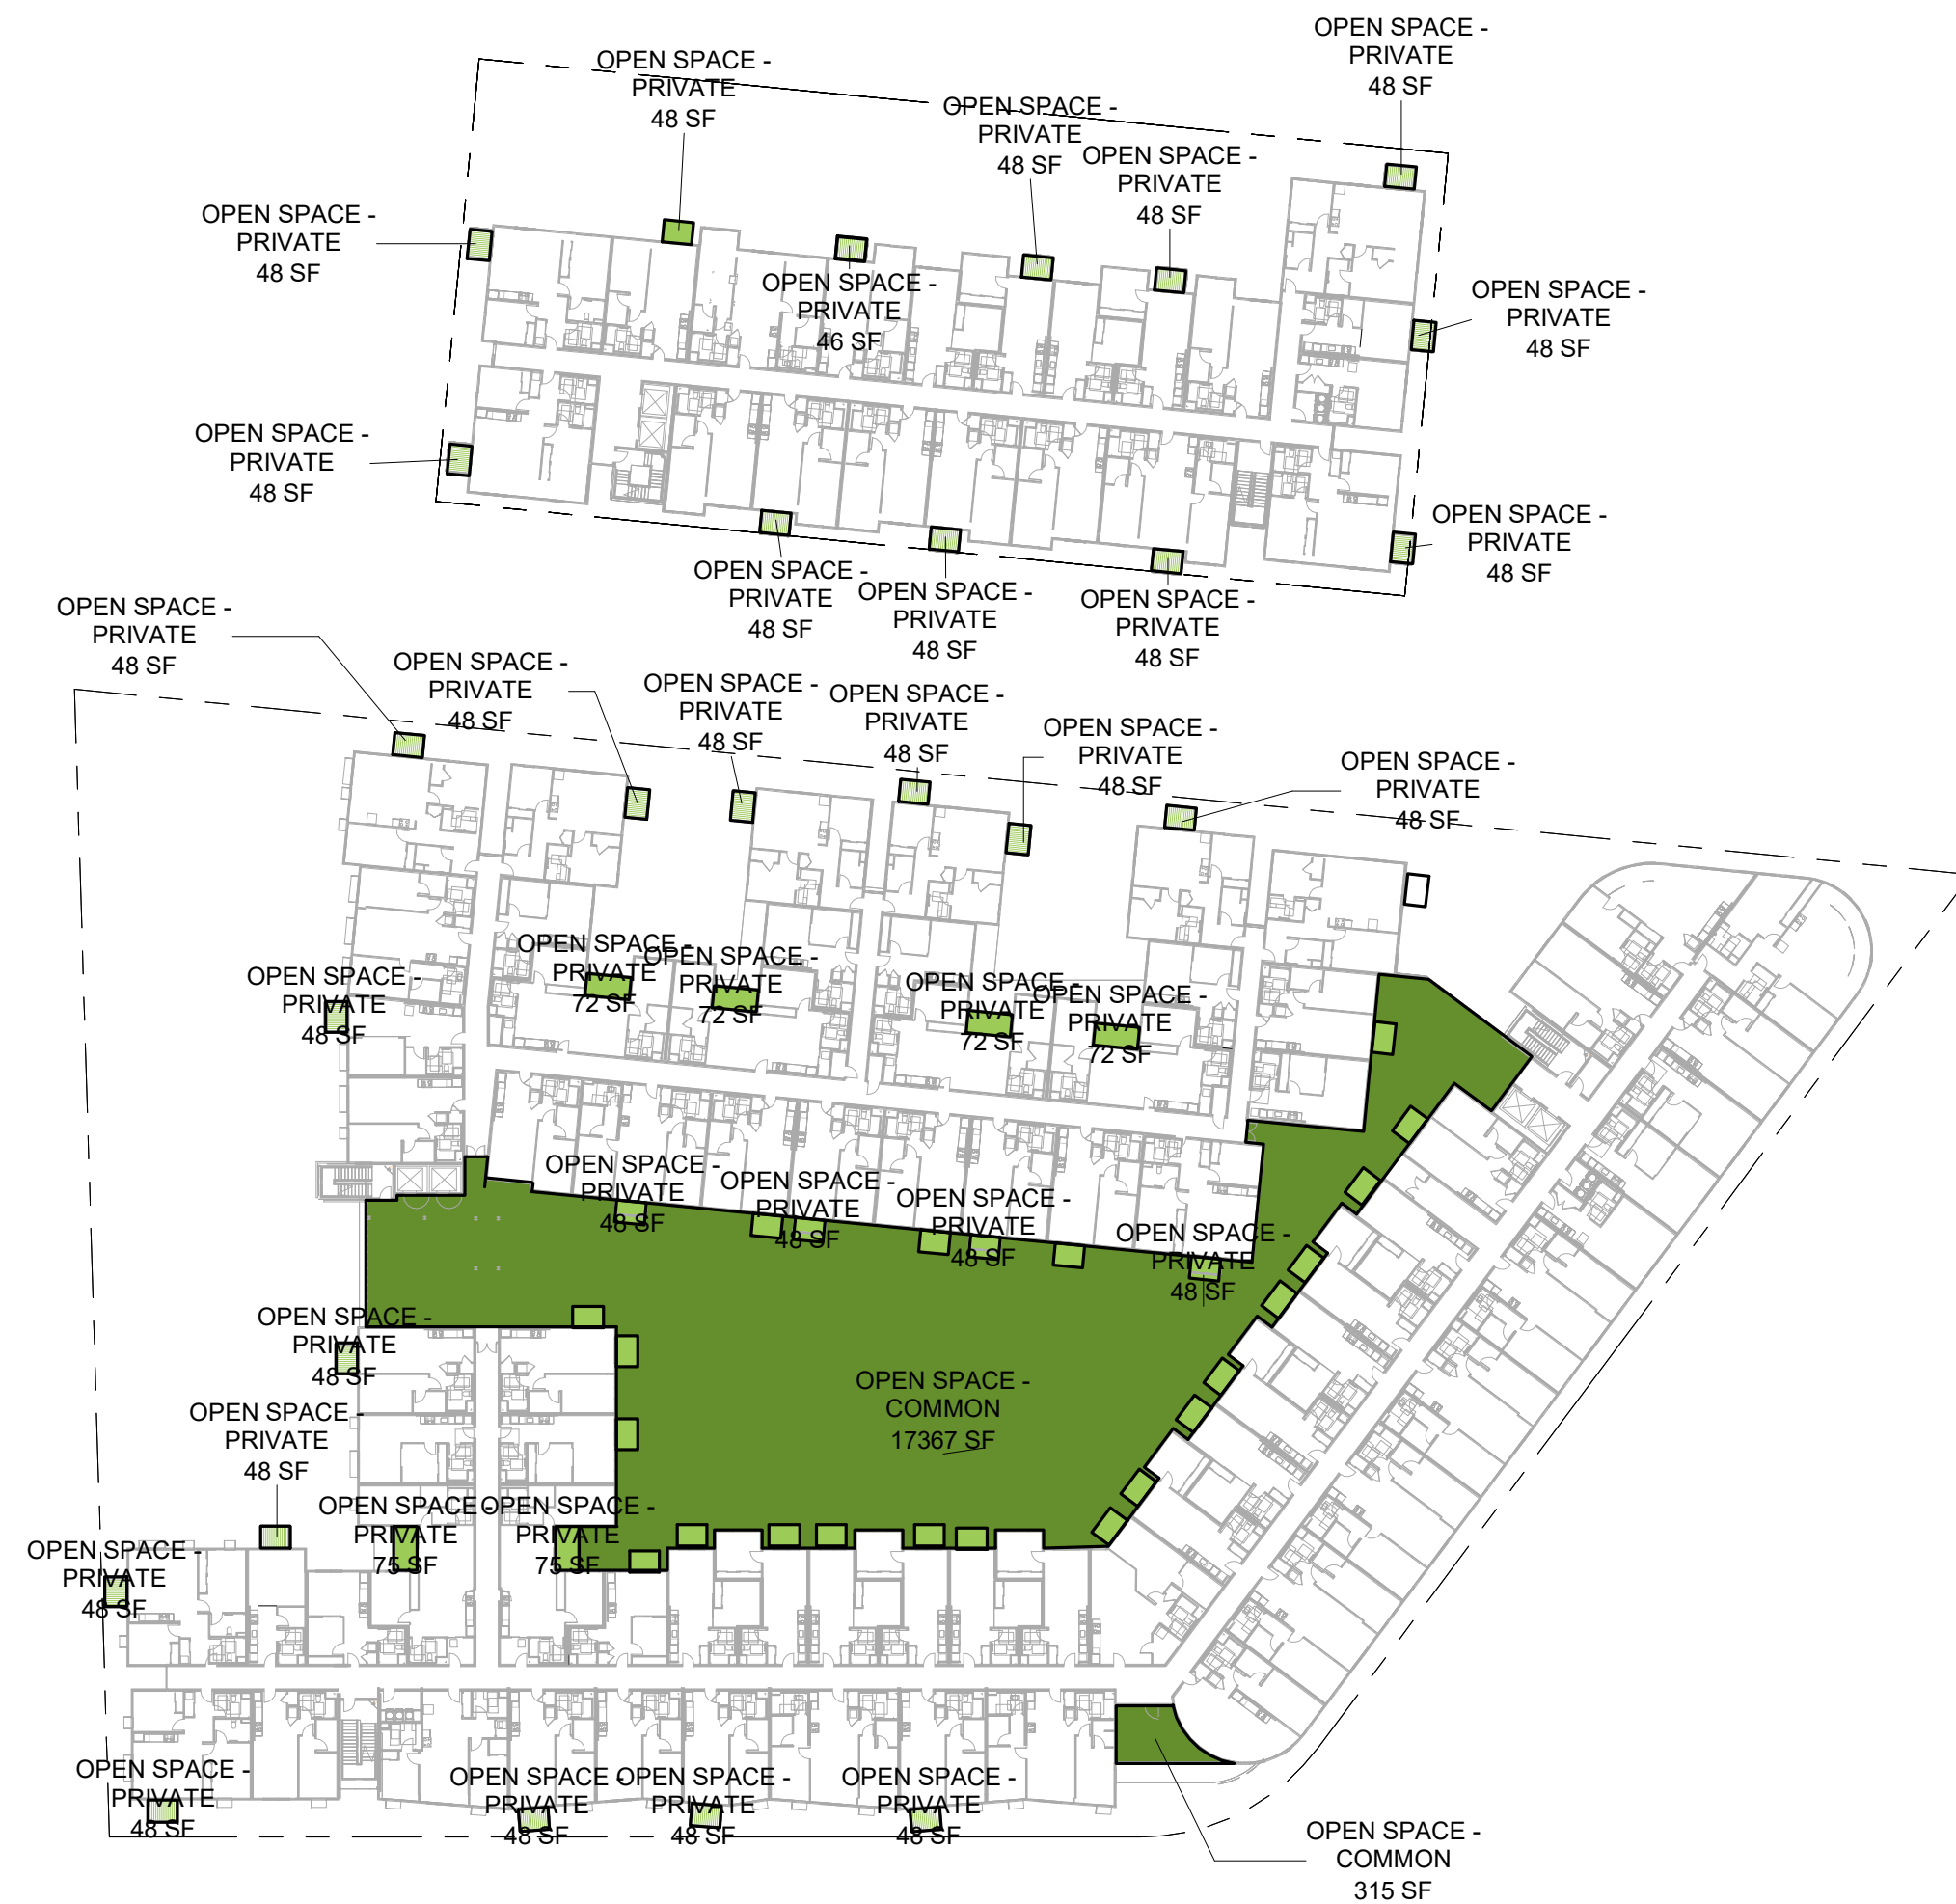 OPEN SPACE -
PRIVATE
48 SF
OPEN SPACE -
PRIVATE
48 SF
OPEN SPACE -
PRIVATE
48 SF
OPEN SPACE -
PRIVATE
48 SF
OPEN SPACE -
PRIVATE
48 SF
OPEN SPACE -
PRIVATE
46 SF
OPEN SPACE -
PRIVATE
48 SF
OPEN SPACE -
PRIVATE
48 SF
OPEN SPACE -
PRIVATE
48 SF
OPEN SPACE -
PRIVATE
48 SF
OPEN SPACE -
PRIVATE
48 SF
OPEN SPACE -
PRIVATE
48 SF
OPEN SPACE -
PRIVATE
48 SF
OPEN SPACE -
PRIVATE
48 SF
OPEN SPACE -
PRIVATE
48 SF
OPEN SPACE -
PRIVATE
48 SF
OPEN SPACE -
PRIVATE
48 SF
OPEN SPACE -
PRIVATE
48 SF
OPEN SPACE -
PRIVATE
72 SF
OPEN SPACE -
PRIVATE
72 SF
OPEN SPACE -
PRIVATE
72 SF
OPEN SPACE -
PRIVATE
72 SF
OPEN SPACE -
PRIVATE
48 SF
OPEN SPACE -
PRIVATE
48 SF
OPEN SPACE -
PRIVATE
48 SF
OPEN SPACE -
PRIVATE
48 SF
OPEN SPACE -
PRIVATE
48 SF
OPEN SPACE -
PRIVATE
48 SF
OPEN SPACE -
COMMON
17367 SF
OPEN SPACE -
PRIVATE
48 SF
OPEN SPACE -
PRIVATE
75 SF
OPEN SPACE -
PRIVATE
75 SF
OPEN SPACE -
PRIVATE
48 SF
OPEN SPACE -
PRIVATE
48 SF
OPEN SPACE -
PRIVATE
48 SF
OPEN SPACE -
PRIVATE
48 SF
OPEN SPACE -
PRIVATE
48 SF
OPEN SPACE -
COMMON
315 SF